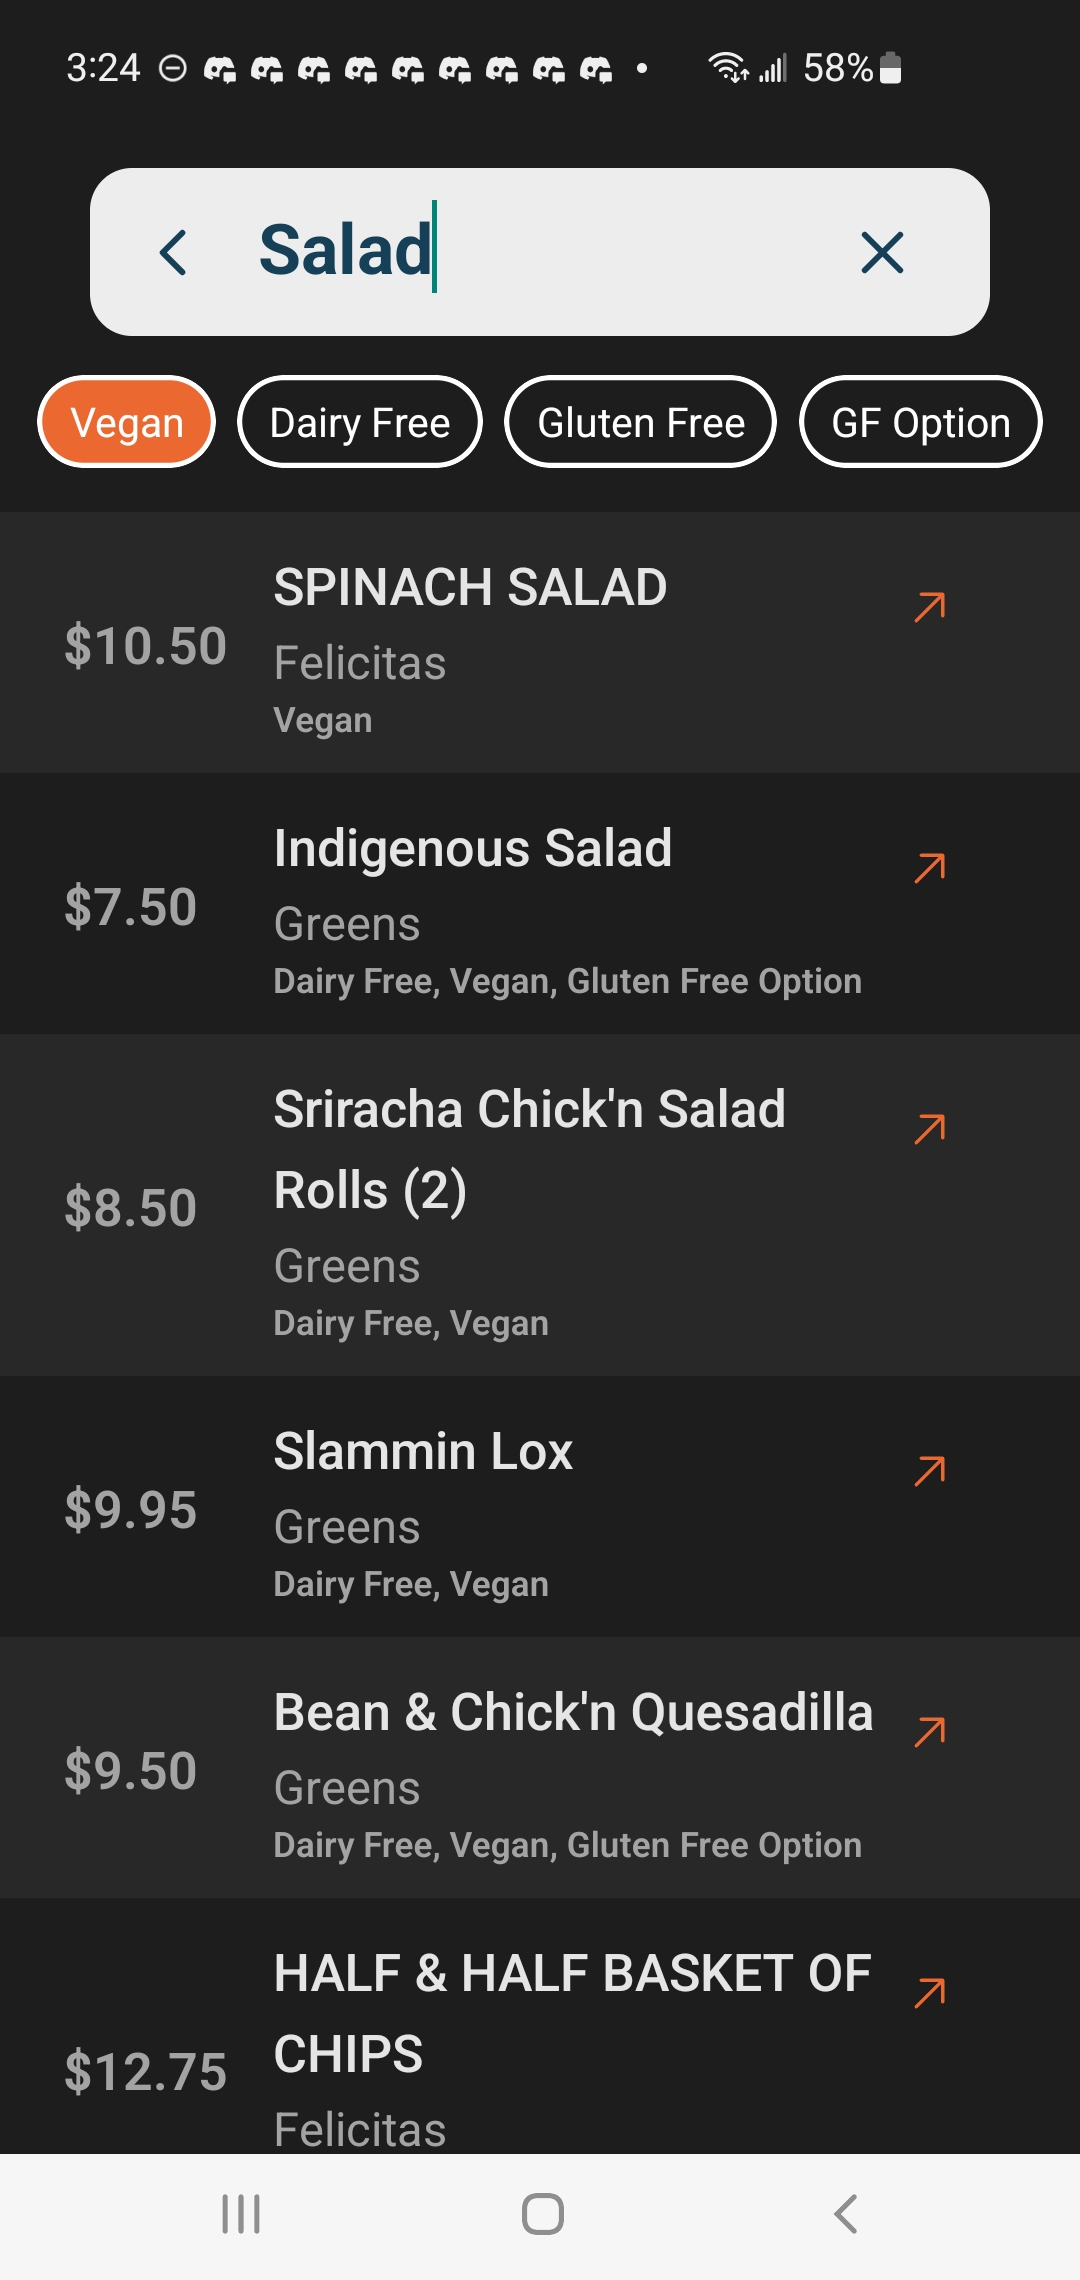 3:24
58%
Salad
Vegan
Dairy Free
Gluten Free
GF Option
SPINACH SALAD
$10.50
Felicitas
Vegan
Indigenous Salad
$7.50
Greens
Dairy Free, Vegan, Gluten Free Option
Sriracha Chick'n Salad
Rolls (2)
$8.50
Greens
Dairy Free, Vegan
Slammin Lox
$9.95
Greens
Dairy Free, Vegan
Bean & Chick'n Quesadilla
$9.50
Greens
Dairy Free, Vegan, Gluten Free Option
HALF & HALF BASKET OF
CHIPS
$12.75
Felicitas